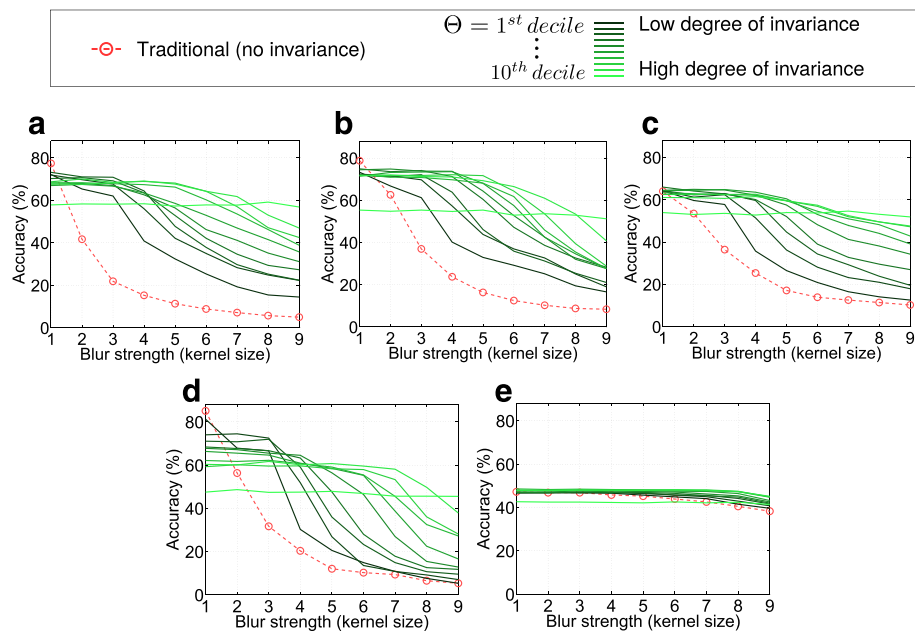 Traditional (no invariance)
Θ = 1st decile
Low degree of invariance
10th decile
High degree of invariance
a
b
c
80
60
40
20
0
Accuracy (%)
1 2 3 4 5 6 7 8 9
Blur strength (kernel size)
80
60
40
20
0
Accuracy (%)
1 2 3 4 5 6 7 8 9
Blur strength (kernel size)
80
60
40
20
0
Accuracy (%)
1 2 3 4 5 6 7 8 9
Blur strength (kernel size)
d
e
80
60
40
20
0
Accuracy (%)
1 2 3 4 5 6 7 8 9
Blur strength (kernel size)
80
60
40
20
0
Accuracy (%)
1 2 3 4 5 6 7 8 9
Blur strength (kernel size)